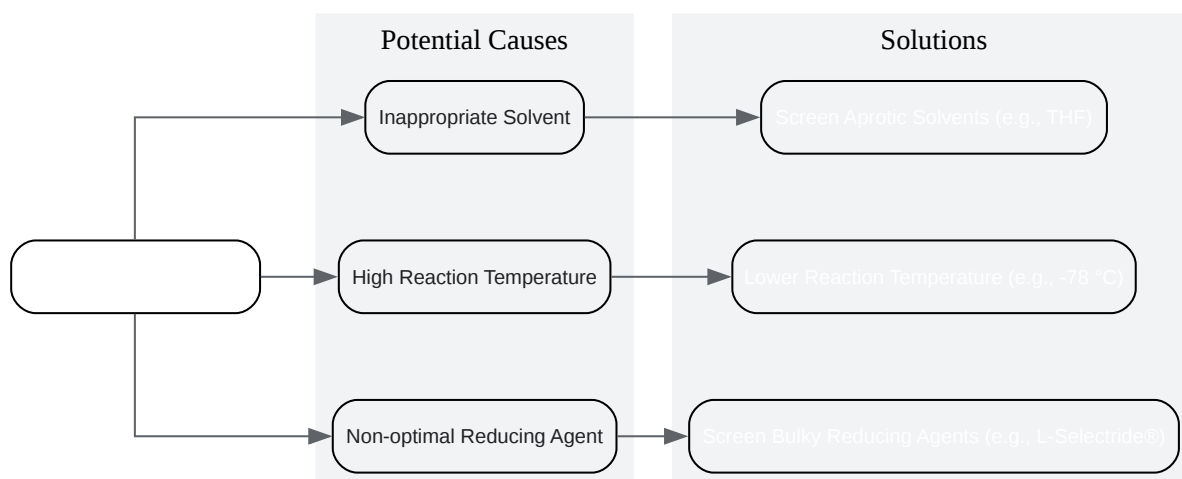 Potential Causes
Solutions
Inappropriate Solvent
Screen Aprotic Solvents (e.g., THF)
High Reaction Temperature
Lower Reaction Temperature (e.g., -78 °C)
Non-optimal Reducing Agent
Screen Bulky Reducing Agents (e.g., L-Selectride®)